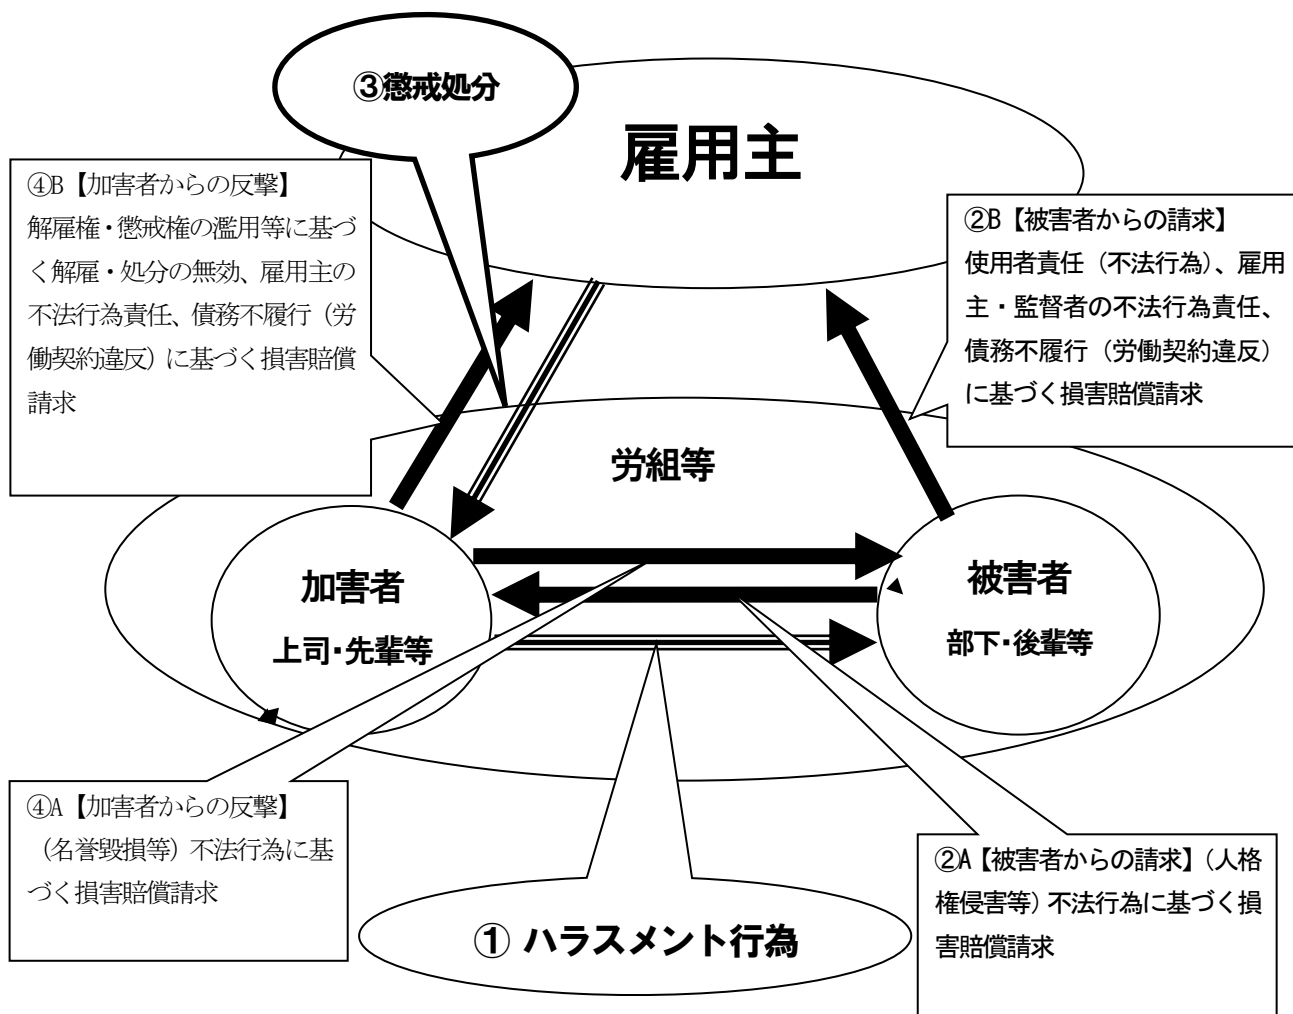 ③懲戒処分
雇用主
④B【加害者からの反撃】
解雇権・懲戒権の濫用等に基づ
く解雇・処分の無効、雇用主の
不法行為責任、債務不履行（労
働契約違反）に基づく損害賠償
請求
②B【被害者からの請求】
使用者責任（不法行為）、雇用
主・監督者の不法行為責任、
債務不履行（労働契約違反）
に基づく損害賠償請求
労組等
加害者
上司・先輩等
被害者
部下・後輩等
④A【加害者からの反撃】
（名誉毀損等）不法行為に基
づく損害賠償請求
②A【被害者からの請求】（人格
権侵害等）不法行為に基づく損
害賠償請求
① ハラスメント行為